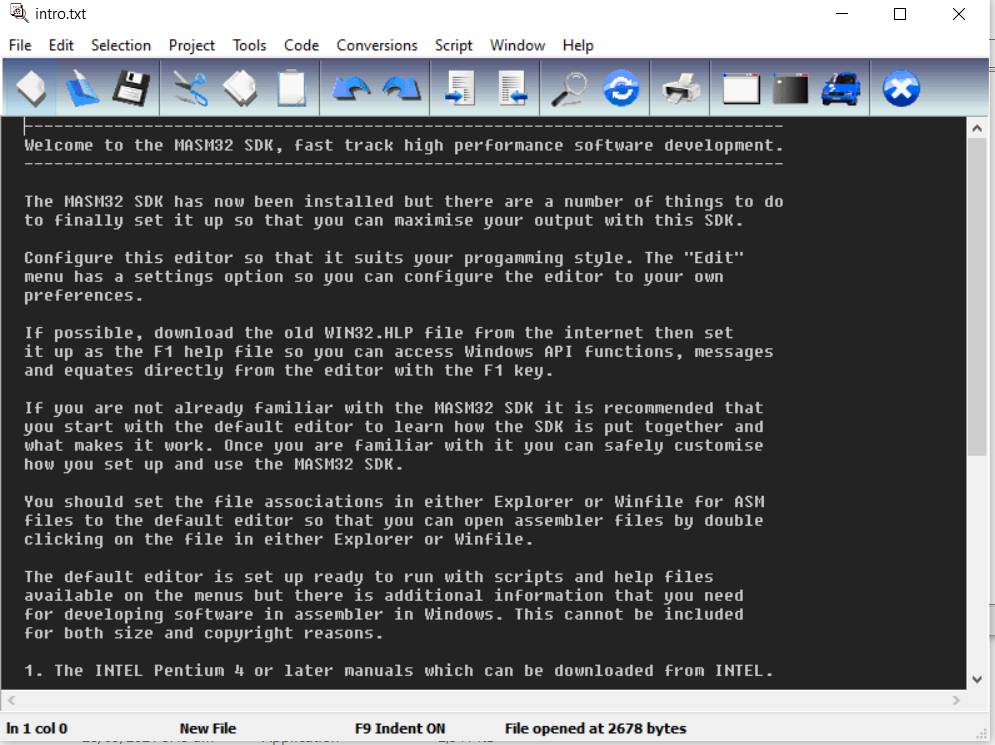 intro.txt
File Edit Selection Project Tools Code Conversions Script Window Help
--------------------------------------------------------------------------------
Welcome to the MASM32 SDK, fast track high performance software development.
--------------------------------------------------------------------------------
The MASM32 SDK has now been installed but there are a number of things to do
to finally set it up so that you can maximise your output with this SDK.
Configure this editor so that it suits your progamming style. The "Edit"
menu has a settings option so you can configure the editor to your own
preferences.
If possible, download the old WIN32.HLP file from the internet then set
it up as the F1 help file so you can access Windows API functions, messages
and equates directly from the editor with the F1 key.
If you are not already familiar with the MASM32 SDK it is recommended that
you start with the default editor to learn how the SDK is put together and
what makes it work. Once you are familiar with it you can safely customise
how you set up and use the MASM32 SDK.
You should set the file associations in either Explorer or Winfile for ASM
files to the default editor so that you can open assembler files by double
clicking on the file in either Explorer or Winfile.
The default editor is set up ready to run with scripts and help files
available on the menus but there is additional information that you need
for developing software in assembler in Windows. This cannot be included
for both size and copyright reasons.
1. The INTEL Pentium 4 or later manuals which can be downloaded from INTEL.
ln 1 col 0 New File F9 Indent ON File opened at 2678 bytes